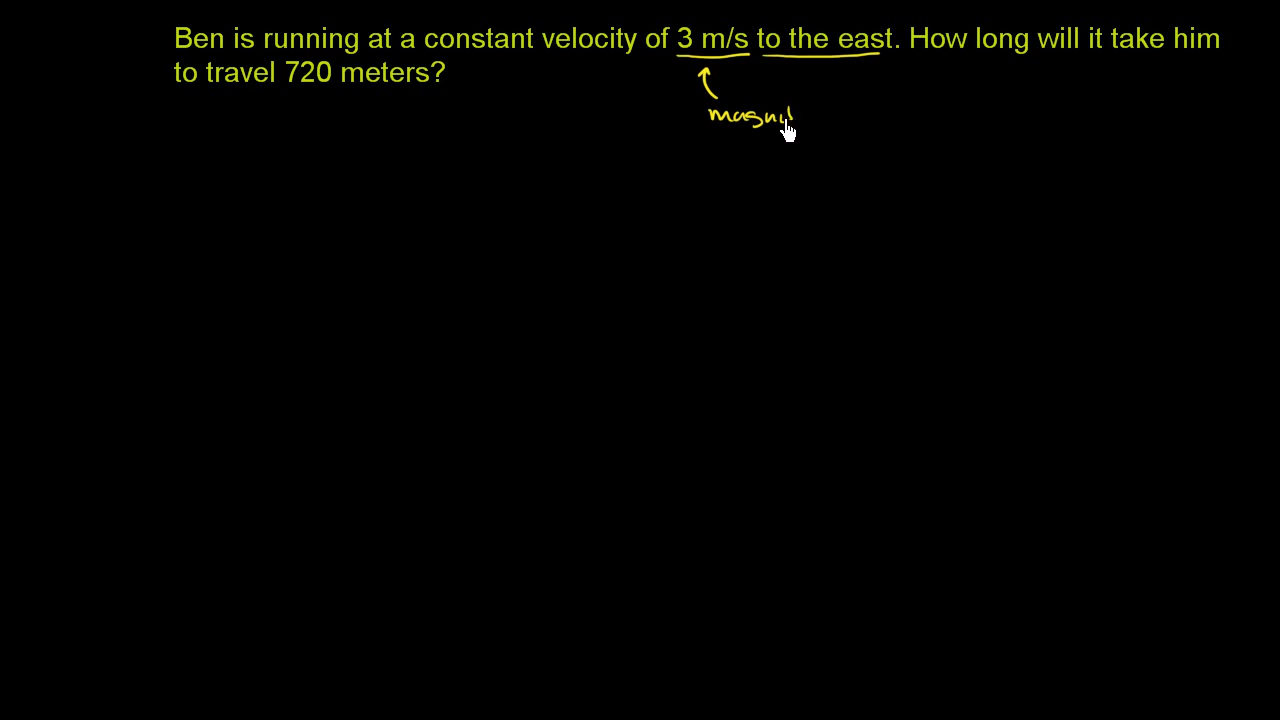 Ben is running at a constant velocity of 3 m/s to the east. How long will it take him
to travel 720 meters?
magni